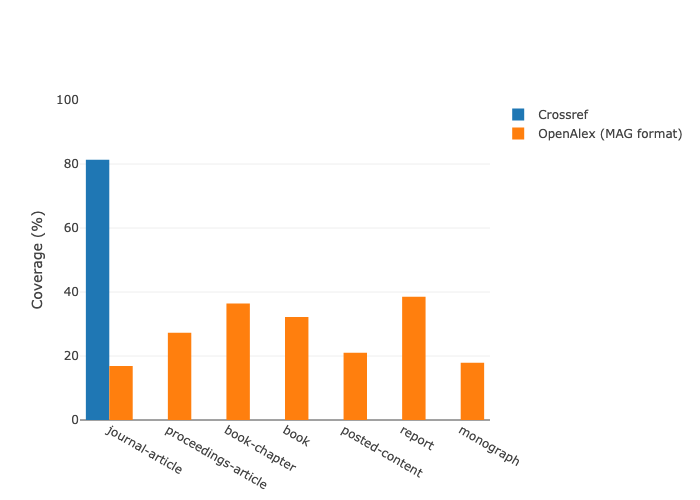 100
80
60
40
20
0
Coverage (%)
journal-article
proceedings-article
book-chapter
book
posted-content
report
monograph
Crossref
OpenAlex (MAG format)